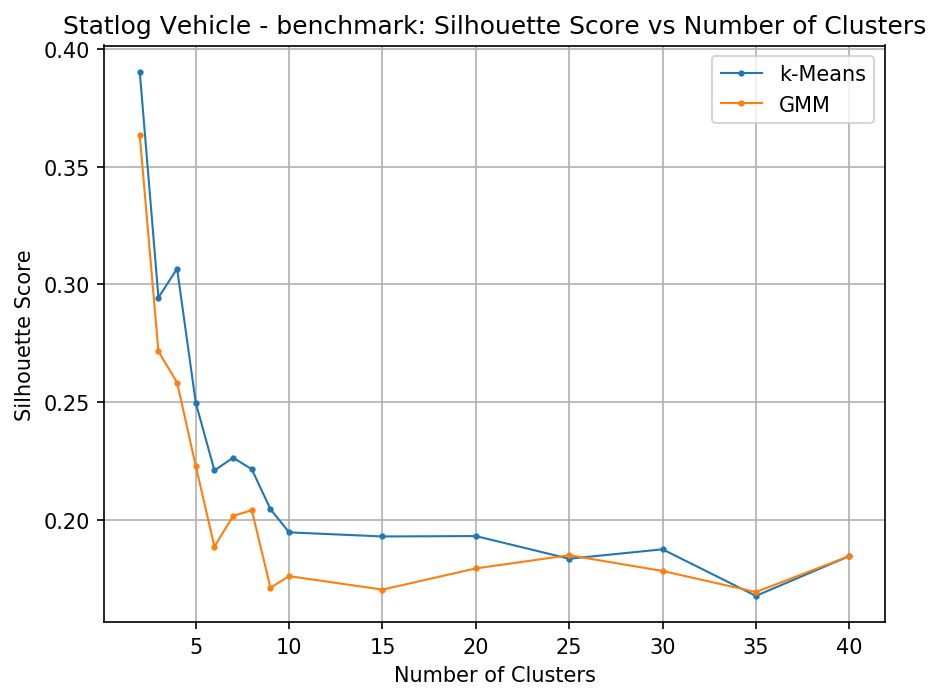 Statlog Vehicle - benchmark: Silhouette Score vs Number of Clusters
k-Means
GMM
Silhouette Score
0.40
0.35
0.30
0.25
0.20
5 10 15 20 25 30 35 40
Number of Clusters